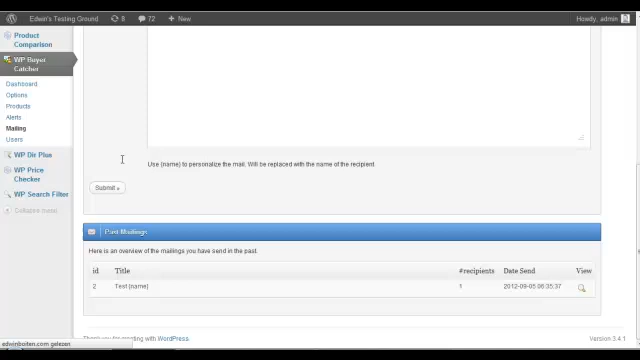 Edwin's Testing Ground
8
72
New
Howdy, admin
Product
Comparison
WP Buyer
Catcher
Dashboard
Options
Products
Alerts
Mailing
Users
WP Dir Plus
WP Price
Checker
WP Search Filter
Collapse menu
Use {name} to personalize the mail. Will be replaced with the name of the recipient.
Submit »
Past Mailings
Here is an overview of the mailings you have send in the past.
id Title #recipients Date Send View
2 Test {name} 1 2012-09-05 06:35:37
Thank you for creating with WordPress
Version 3.4.1
edwinboiten.com gelezen